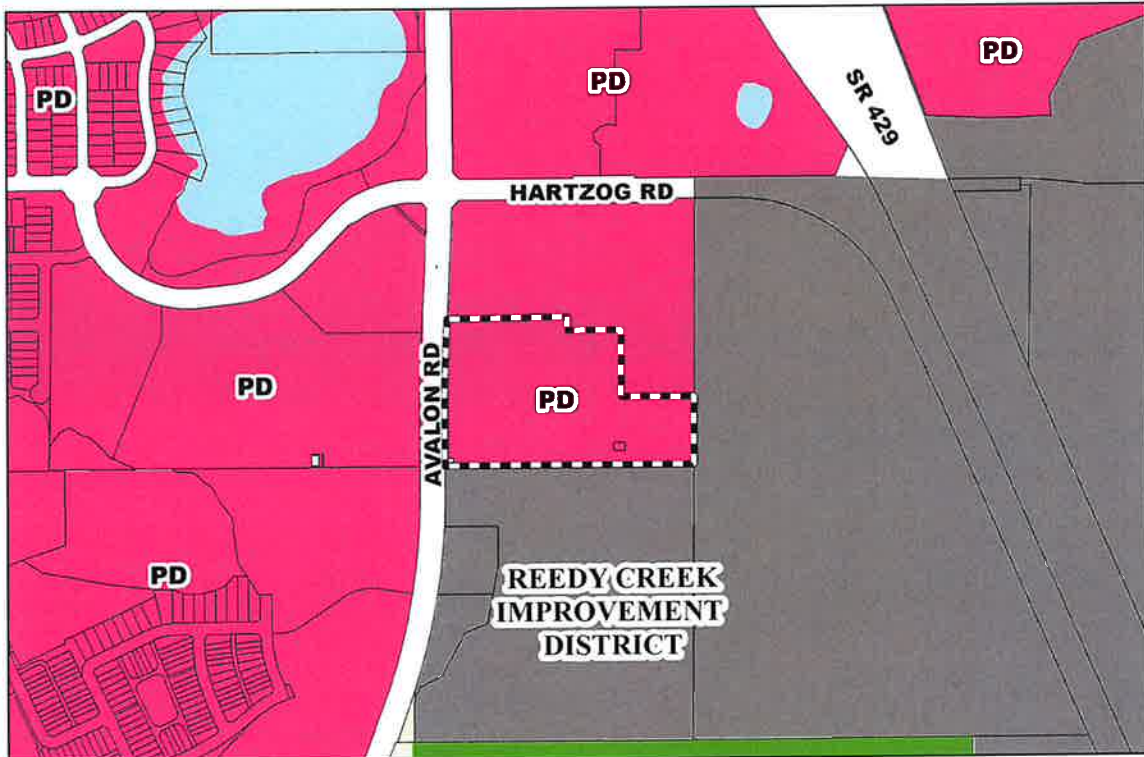 PD
PD
PD
SR 429
HARTZOG RD
AVALON RD
PD
PD
PD
REEDY CREEK
IMPROVEMENT
DISTRICT